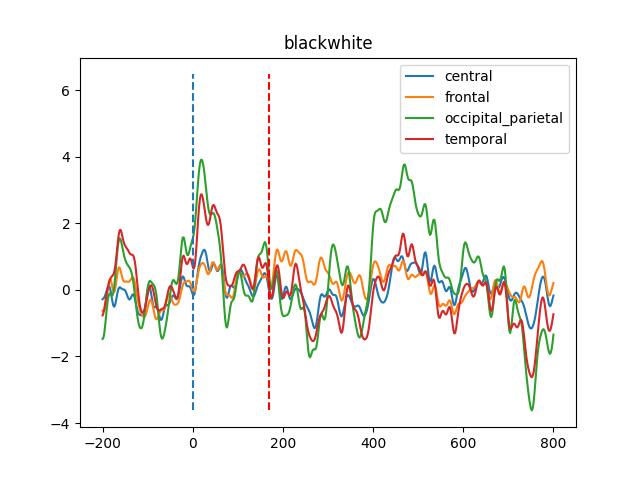 blackwhite
central
frontal
occipital_parietal
temporal
6
4
2
0
−2
−4
−200 0 200 400 600 800